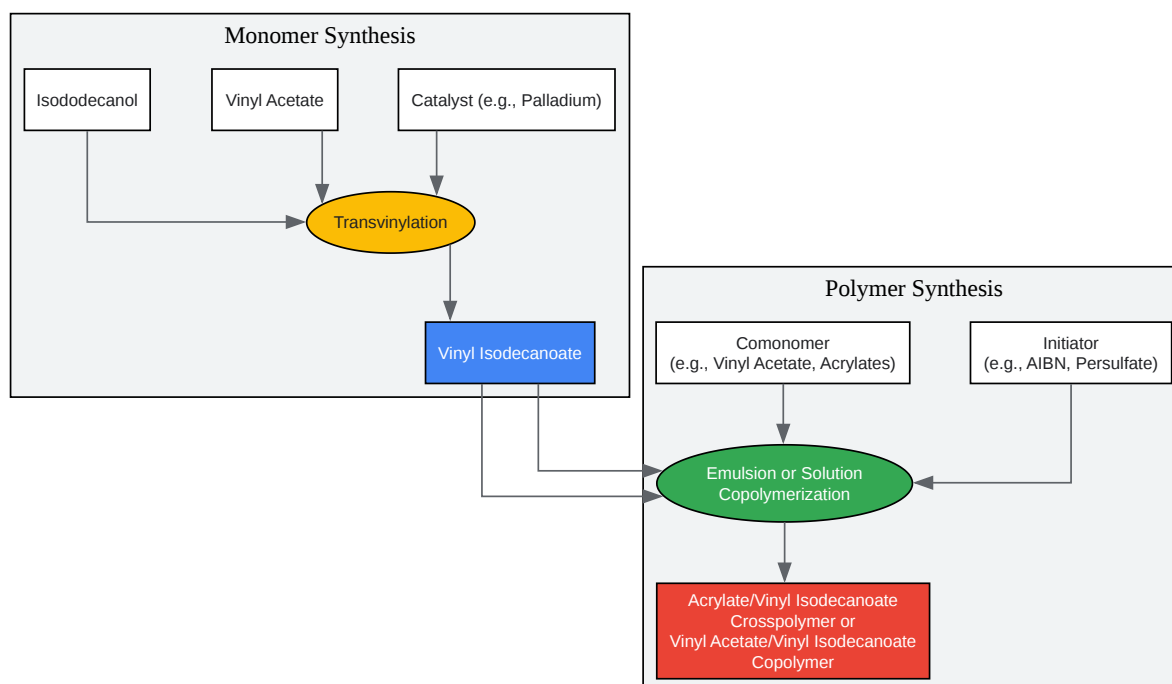 Monomer Synthesis
Isododecanol
Vinyl Acetate
Catalyst (e.g., Palladium)
Transvinylation
Vinyl Isodecanoate
Polymer Synthesis
Comonomer
(e.g., Vinyl Acetate, Acrylates)
Initiator
(e.g., AIBN, Persulfate)
Emulsion or Solution
Copolymerization
Acrylate/Vinyl Isodecanoate
Crosspolymer or
Vinyl Acetate/Vinyl Isodecanoate
Copolymer